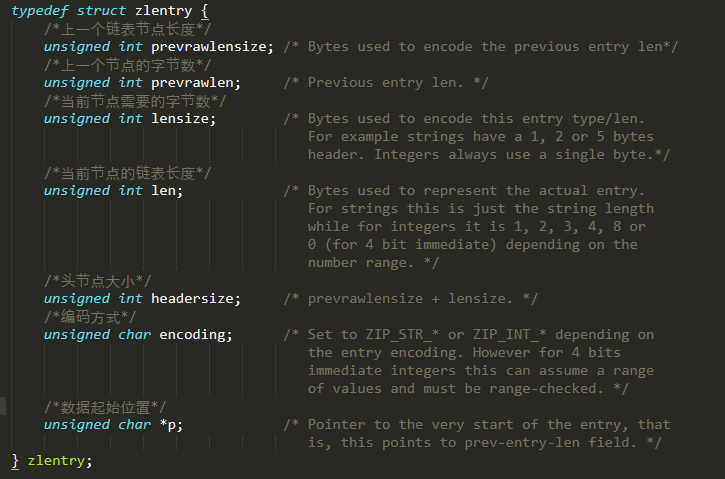 typedef struct zlentry {
/*上一个链表节点长度*/
unsigned int prevrawlensize; /* Bytes used to encode the previous entry len*/
/*上一个节点的字节数*/
unsigned int prevrawlen; /* Previous entry len. */
/*当前节点需要的字节数*/
unsigned int lensize; /* Bytes used to encode this entry type/len.
For example strings have a 1, 2 or 5 bytes
header. Integers always use a single byte.*/
/*当前节点的链表长度*/
unsigned int len; /* Bytes used to represent the actual entry.
For strings this is just the string length
while for integers it is 1, 2, 3, 4, 8 or
0 (for 4 bit immediate) depending on the
number range. */
/*头节点大小*/
unsigned int headersize; /* prevrawlensize + lensize. */
/*编码方式*/
unsigned char encoding; /* Set to ZIP_STR_* or ZIP_INT_* depending on
the entry encoding. However for 4 bits
immediate integers this can assume a range
of values and must be range-checked. */
/*数据起始位置*/
unsigned char *p; /* Pointer to the very start of the entry, that
is, this points to prev-entry-len field. */
} zlentry;